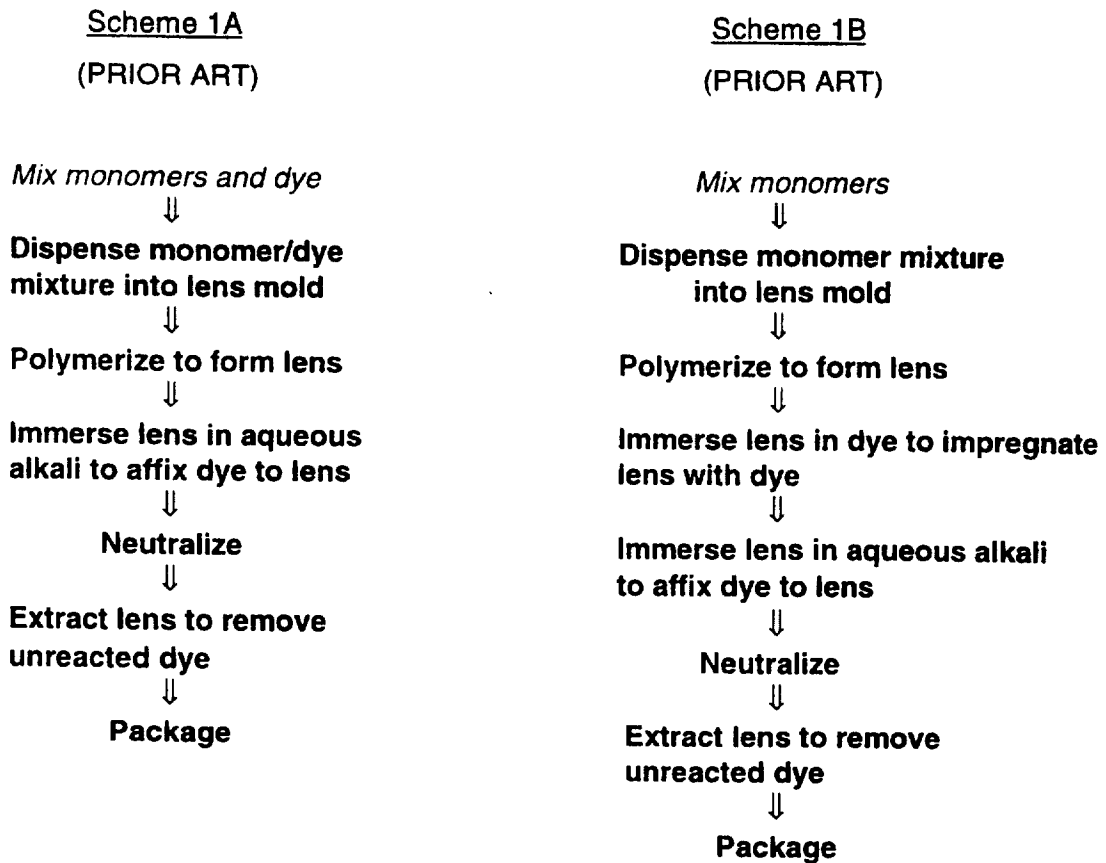 Scheme 1A
(PRIOR ART)
Mix monomers and dye
⇓
Dispense monomer/dye
mixture into lens mold
⇓
Polymerize to form lens
⇓
Immerse lens in aqueous
alkali to affix dye to lens
⇓
Neutralize
⇓
Extract lens to remove
unreacted dye
⇓
Package
Scheme 1B
(PRIOR ART)
Mix monomers
⇓
Dispense monomer mixture
into lens mold
⇓
Polymerize to form lens
⇓
Immerse lens in dye to impregnate
lens with dye
⇓
Immerse lens in aqueous alkali
to affix dye to lens
⇓
Neutralize
⇓
Extract lens to remove
unreacted dye
⇓
Package